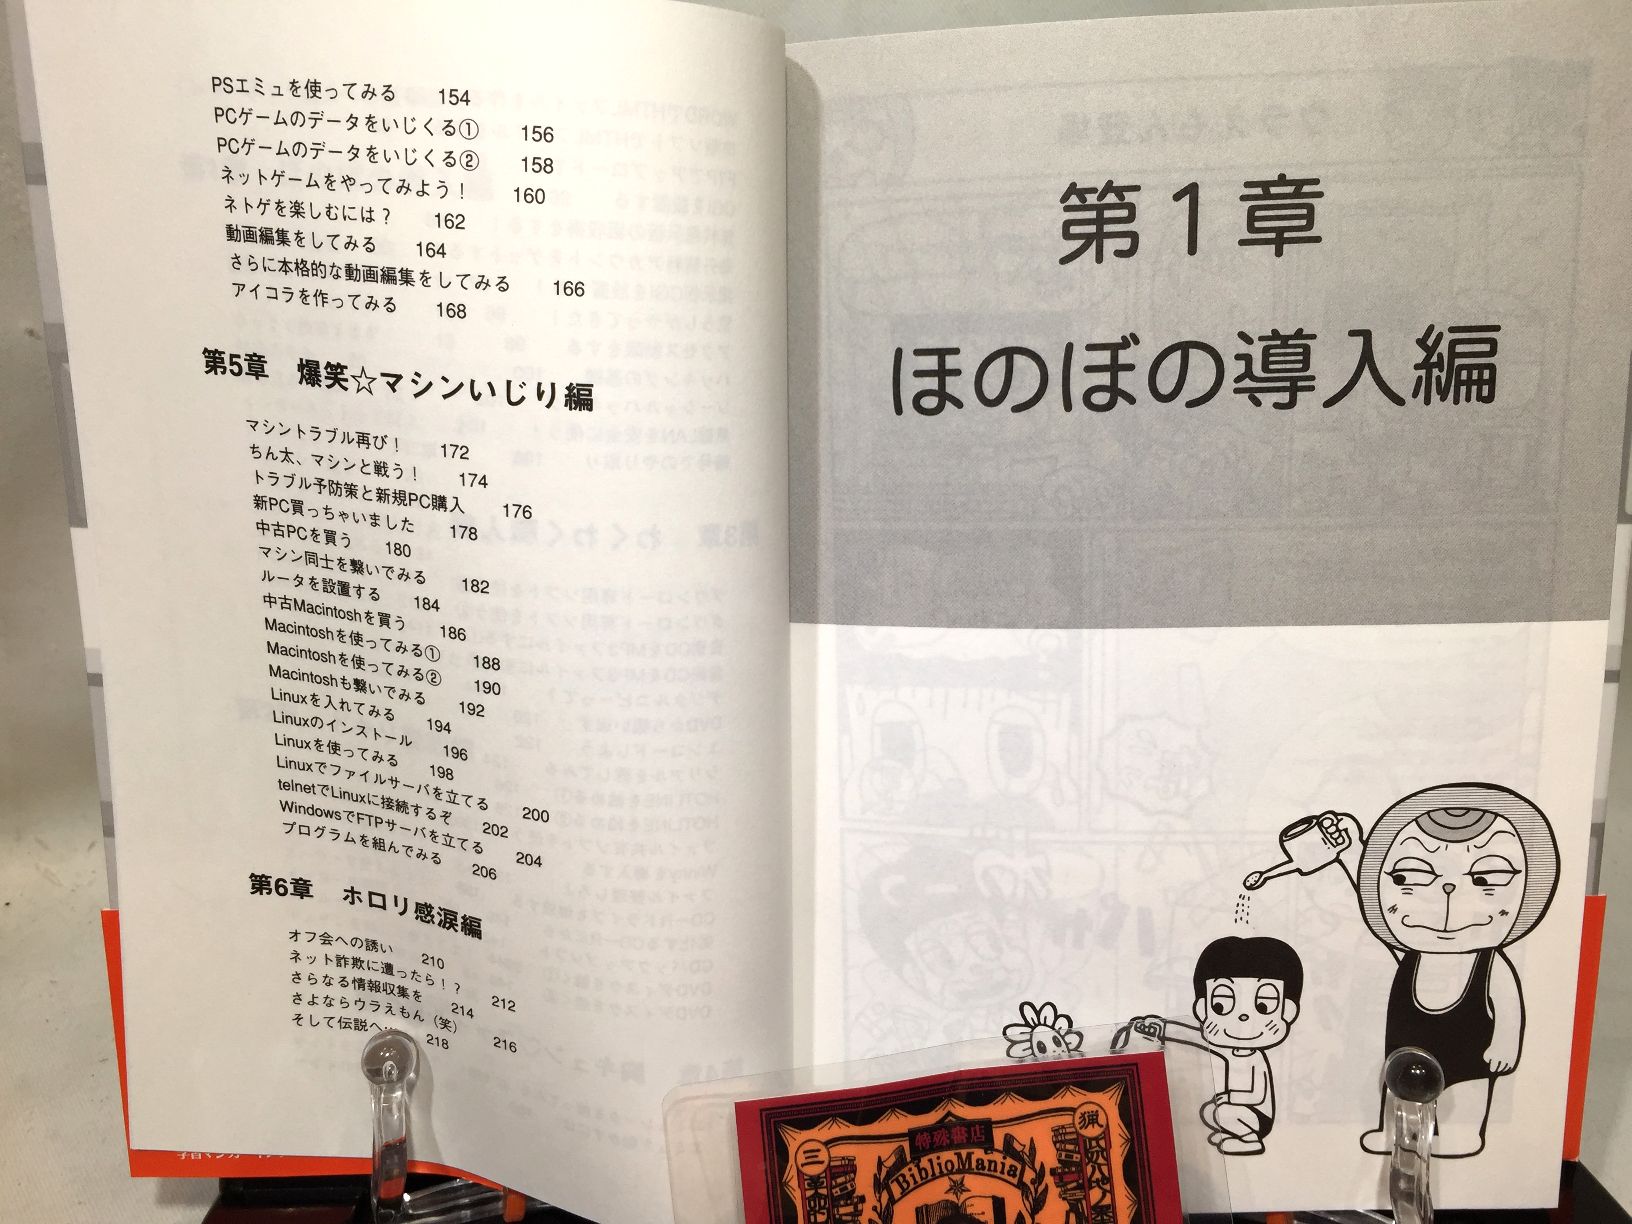 PSエミュを使ってみる 154
PCゲームのデータをいじくる① 156
PCゲームのデータをいじくる② 158
ネットゲームをやってみよう! 160
ネトゲを楽しむには? 162
動画編集をしてみる 164
さらに本格的な動画編集をしてみる 166
アイコラを作ってみる 168
第5章 爆笑☆マシンいじり編
マシントラブル再び! 172
ちん太、マシンと戦う! 174
トラブル予防策と新規PC購入 176
新PC買っちゃいました 178
中古PCを買う 180
マシン同士を繋いでみる 182
ルータを設置する 184
中古Macintoshを買う 186
Macintoshを使ってみる① 188
Macintoshを使ってみる② 190
Macintoshも繋いでみる 192
Linuxを入れてみる 194
Linuxのインストール 196
Linuxを使ってみる 198
Linuxでファイルサーバを立てる 200
telnetでLinuxに接続するぞ 202
WindowsでFTPサーバを立てる 204
プログラムを組んでみる 206
第6章 ホロリ感涙編
オフ会への誘い 210
ネット詐欺に遭ったら!? 212
さらなる情報収集を 214
さよならウラえもん(笑) 216
そして伝説へ… 218
第1章
ほのぼの導入編
特殊書店
BiblioMania
三
猟